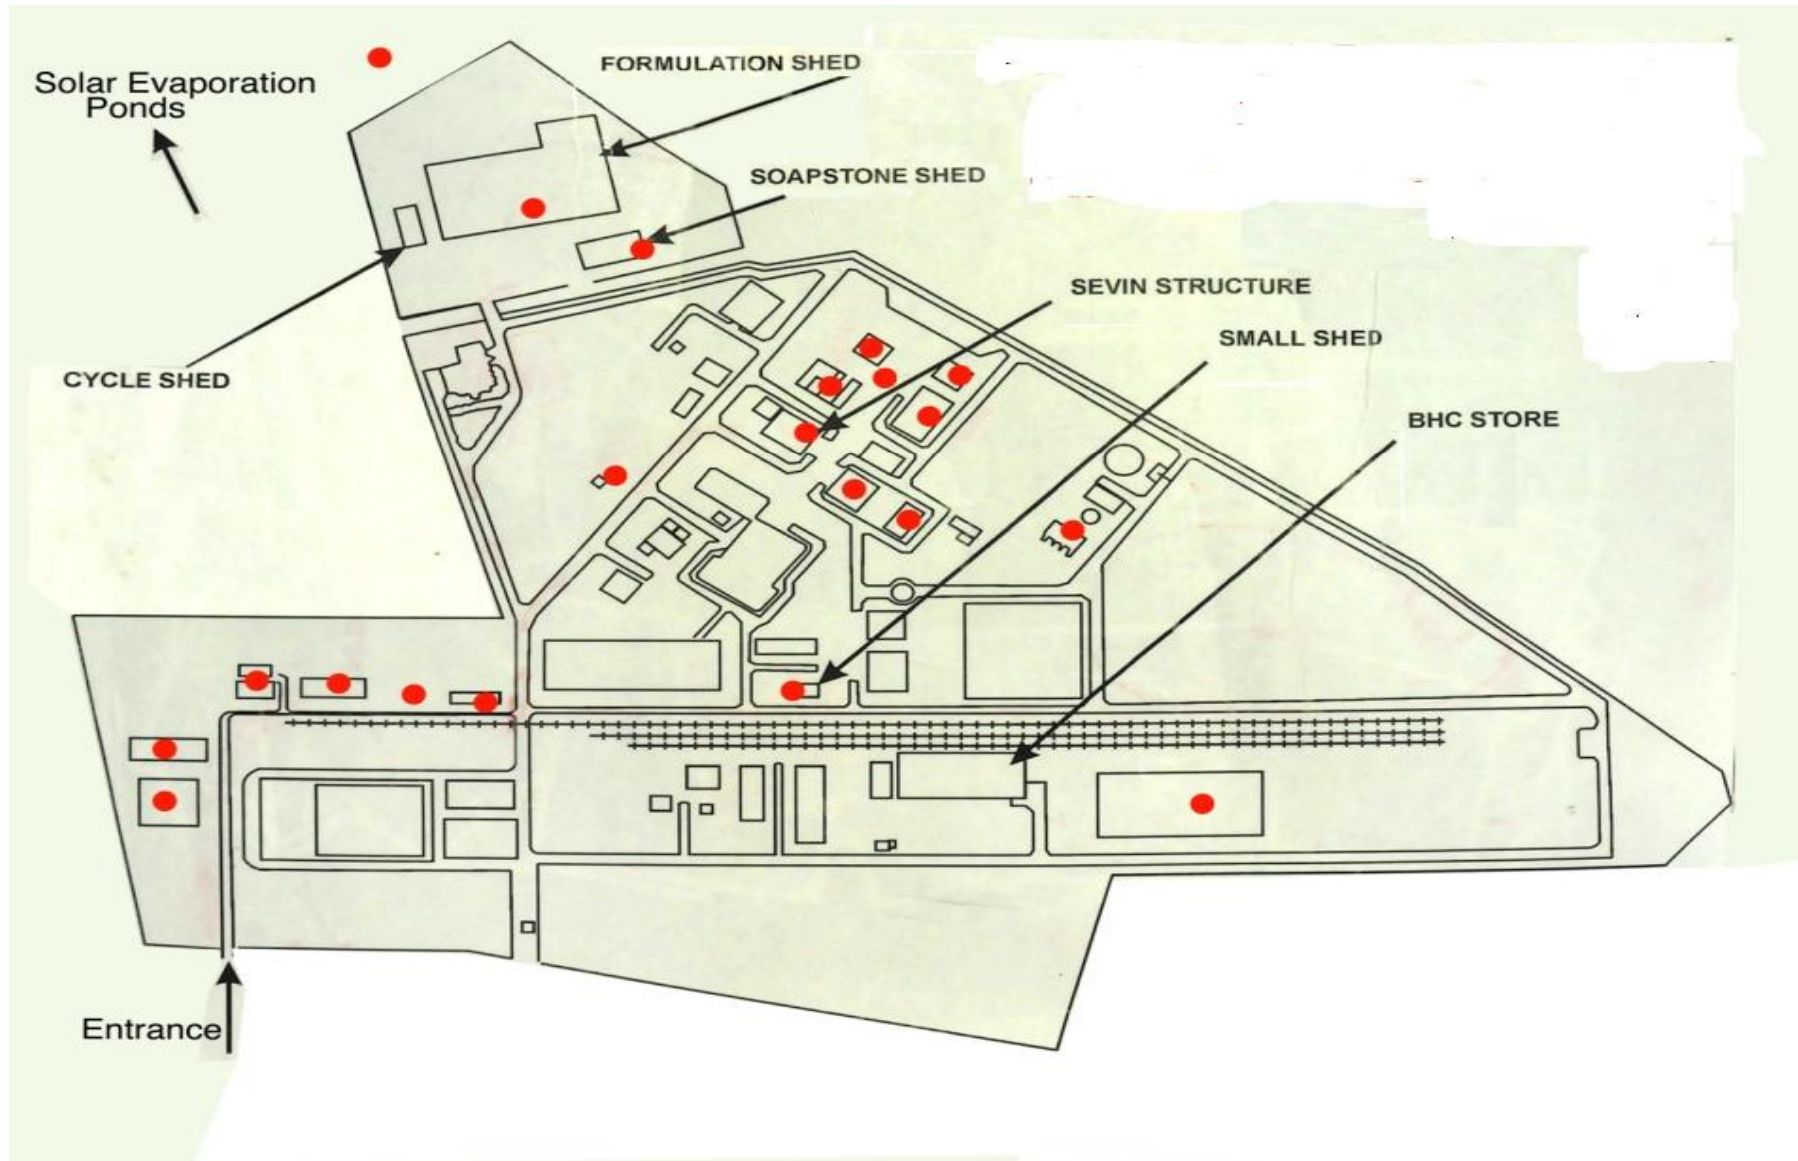 FORMULATION SHED
Solar Evaporation
Ponds
SOAPSTONE SHED
SEVIN STRUCTURE
SMALL SHED
CYCLE SHED
BHC STORE
Entrance